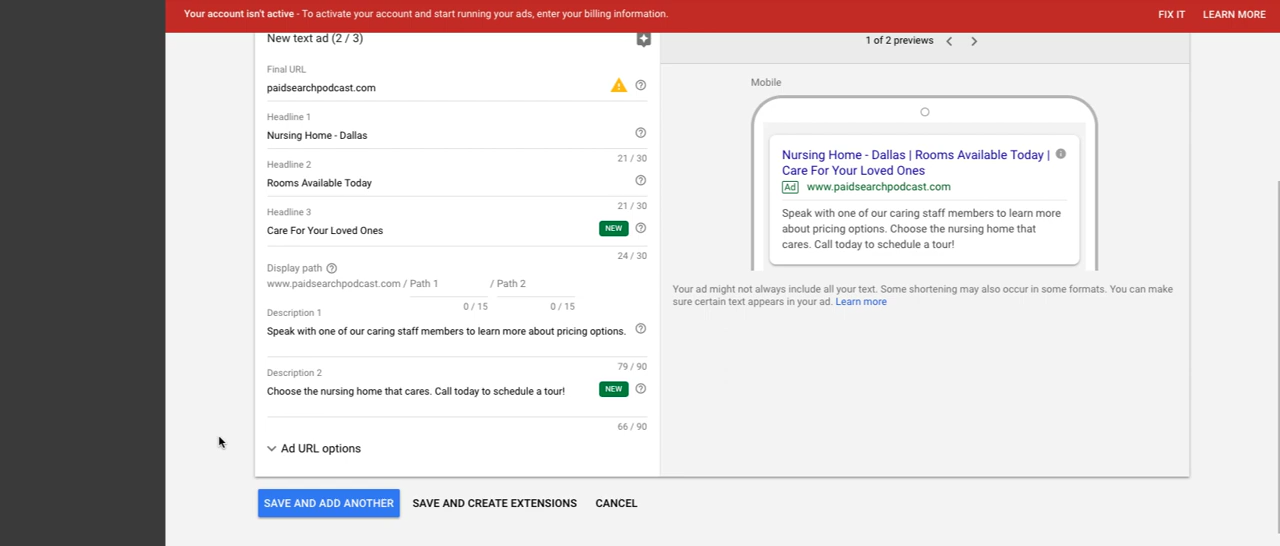 Your account isn't active - To activate your account and start running your ads, enter your billing information.
FIX IT
LEARN MORE
New text ad (2 / 3)
Final URL
paidsearchpodcast.com
Headline 1
Nursing Home - Dallas
21 / 30
Headline 2
Rooms Available Today
21 / 30
Headline 3
Care For Your Loved Ones
NEW
24 / 30
Display path
www.paidsearchpodcast.com / Path 1 / Path 2
0 / 15
0 / 15
Description 1
Speak with one of our caring staff members to learn more about pricing options.
79 / 90
Description 2
Choose the nursing home that cares. Call today to schedule a tour!
NEW
66 / 90
Ad URL options
SAVE AND ADD ANOTHER
SAVE AND CREATE EXTENSIONS
CANCEL
1 of 2 previews
Mobile
Nursing Home - Dallas | Rooms Available Today |
Care For Your Loved Ones
Ad www.paidsearchpodcast.com
Speak with one of our caring staff members to learn more
about pricing options. Choose the nursing home that
cares. Call today to schedule a tour!
Your ad might not always include all your text. Some shortening may also occur in some formats. You can make
sure certain text appears in your ad. Learn more